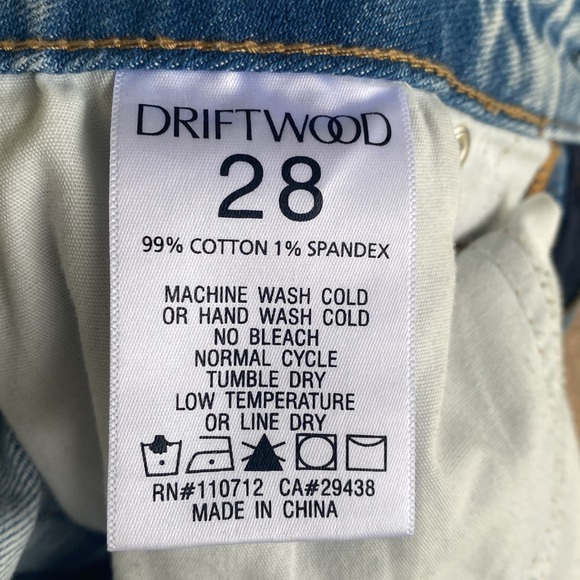 DRIFTWOOD
28
99% COTTON 1% SPANDEX
MACHINE WASH COLD
OR HAND WASH COLD
NO BLEACH
NORMAL CYCLE
TUMBLE DRY
LOW TEMPERATURE
OR LINE DRY
RN#110712 CA#29438
MADE IN CHINA